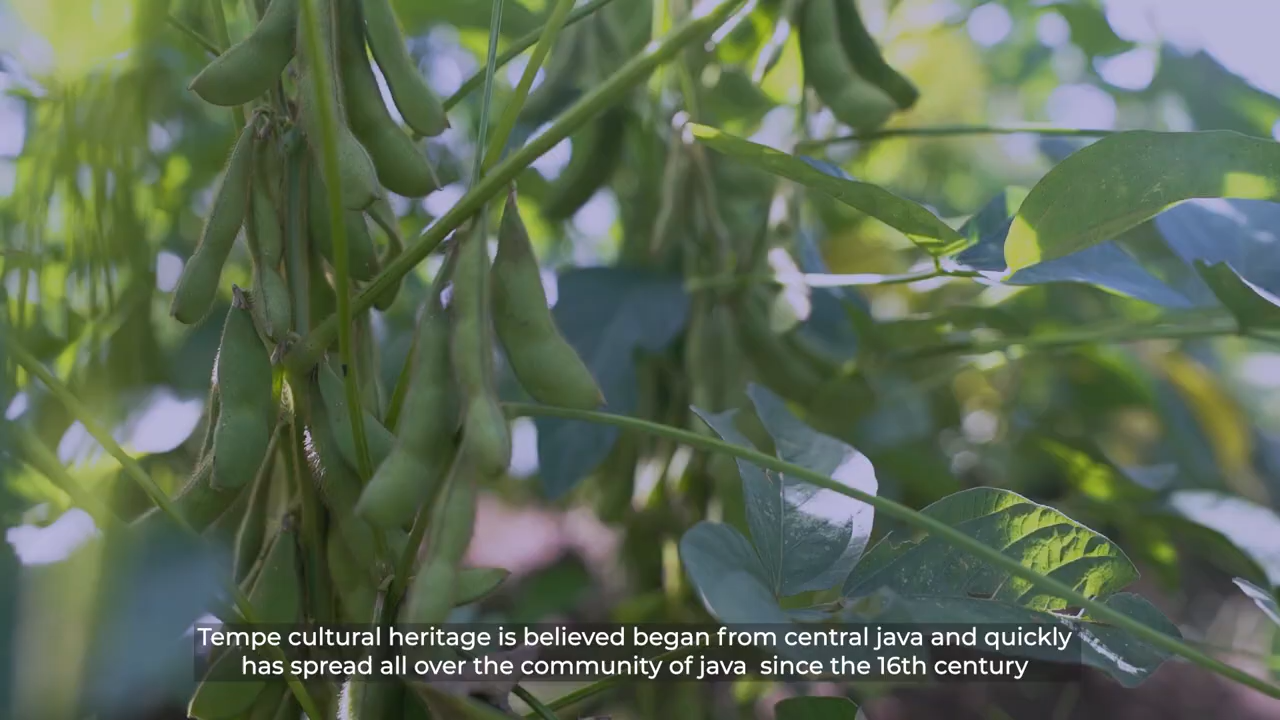 Tempe cultural heritage is believed began from central java and quickly
has spread all over the community of java  since the 16th century